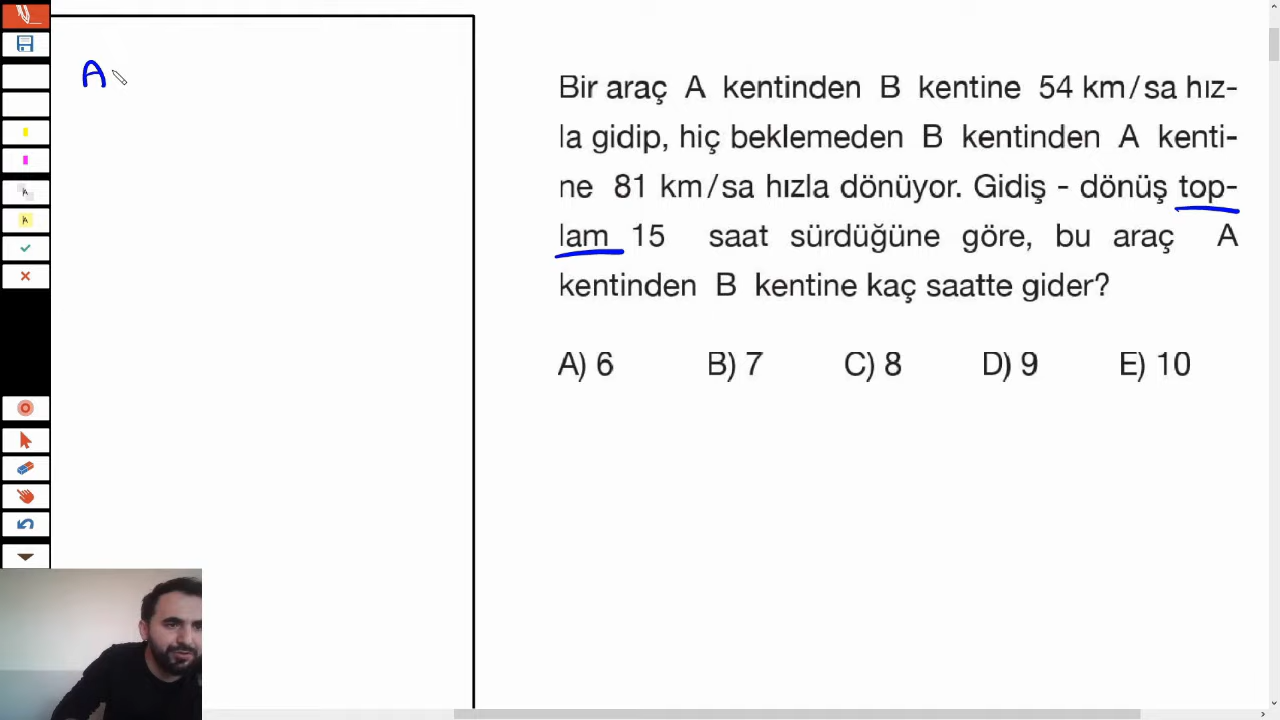 A
Bir araç A kentinden B kentine 54 km/sa hız-
la gidip, hiç beklemeden B kentinden A kenti-
ne 81 km/sa hızla dönüyor. Gidiş - dönüş top-
lam 15 saat sürdüğüne göre, bu araç A
kentinden B kentine kaç saatte gider?
A) 6 B) 7 C) 8 D) 9 E) 10
A
A